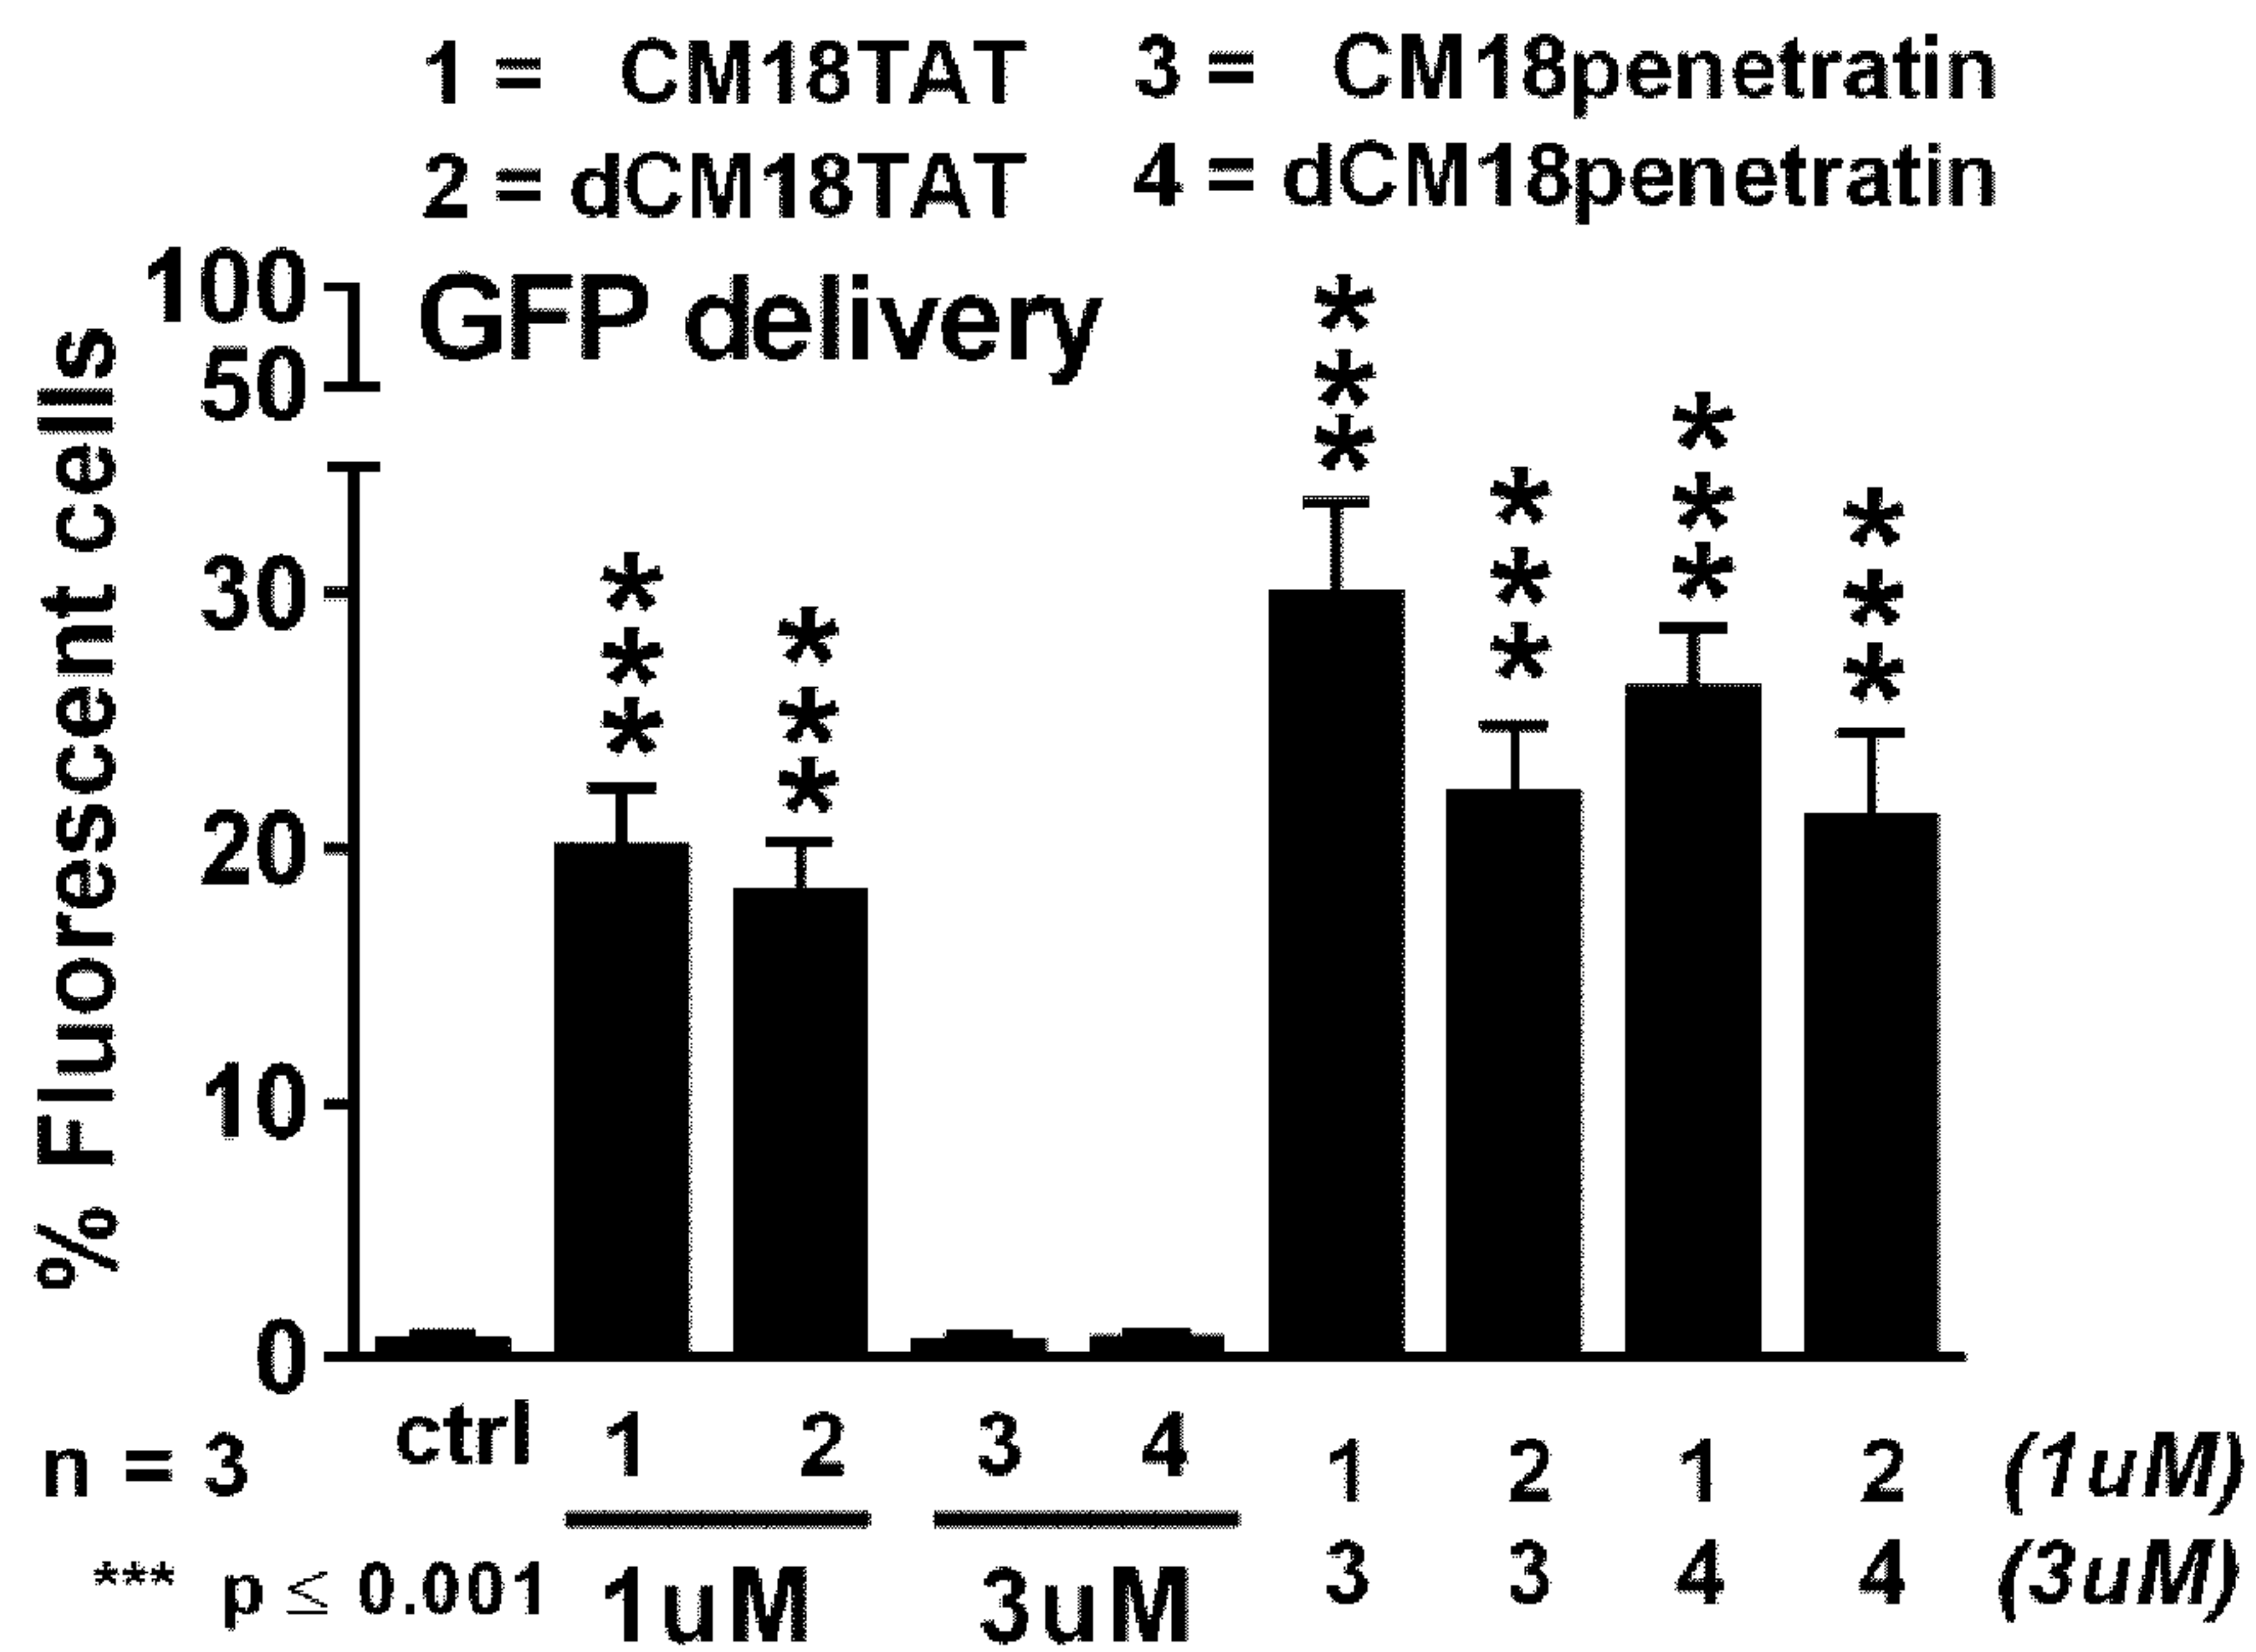 1 = CM18TAT 3 = CM18penetratin
2 = dCM18TAT 4 = dCM18penetratin
GFP delivery
% Fluorescent cells
100
50
30
20
10
0
***
***
***
***
***
***
ctrl 1 2 3 4 1 2 1 2 (1uM)
3 3 4 4 (3uM)
1uM 3uM
n = 3
*** p ≤ 0.001